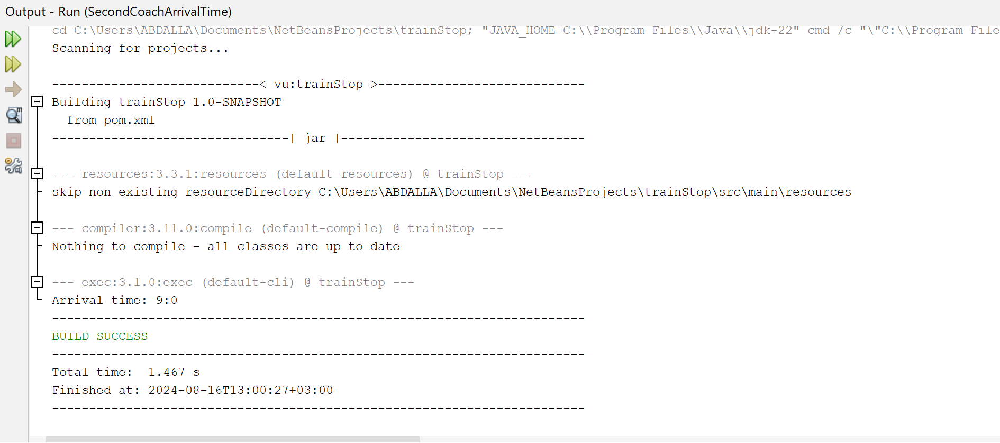 Output - Run (SecondCoachArrivalTime)
cd C:\Users\ABDALLA\Documents\NetBeansProjects\trainStop; "JAVA_HOME=C:\\Program Files\\Java\\jdk-22" cmd /c "\"C:\\Program File
Scanning for projects...
----------------------------< vu:trainStop >----------------------------
Building trainStop 1.0-SNAPSHOT
  from pom.xml
--------------------------------[ jar ]---------------------------------
--- resources:3.3.1:resources (default-resources) @ trainStop ---
skip non existing resourceDirectory C:\Users\ABDALLA\Documents\NetBeansProjects\trainStop\src\main\resources
--- compiler:3.11.0:compile (default-compile) @ trainStop ---
Nothing to compile - all classes are up to date
--- exec:3.1.0:exec (default-cli) @ trainStop ---
Arrival time: 9:0
------------------------------------------------------------------------
BUILD SUCCESS
------------------------------------------------------------------------
Total time:  1.467 s
Finished at: 2024-08-16T13:00:27+03:00
------------------------------------------------------------------------